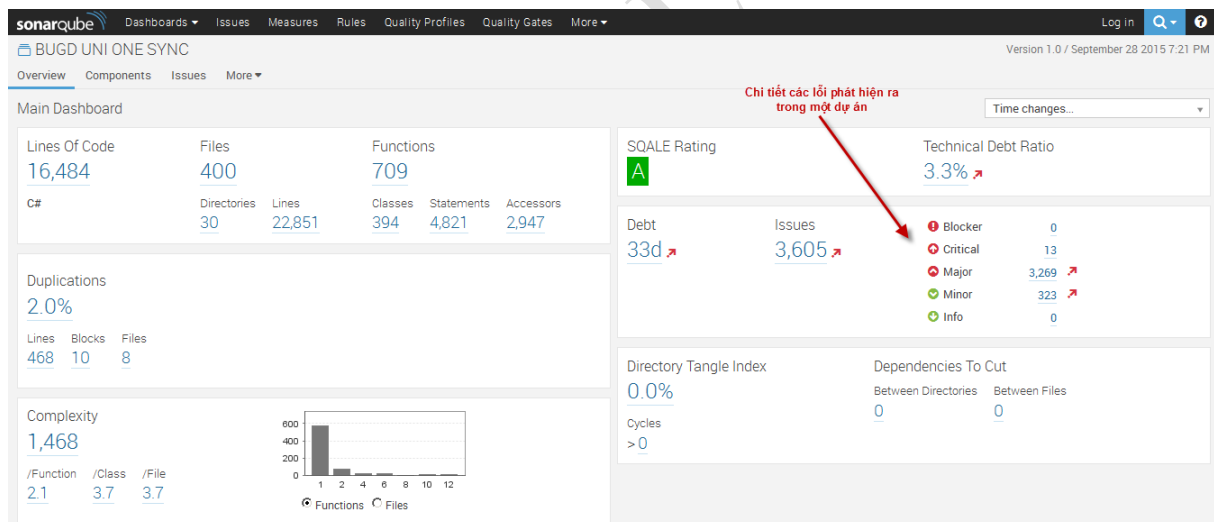 sonarqube Dashboards Issues Measures Rules Quality Profiles Quality Gates More Log in
BUGD UNI ONE SYNC Version 1.0 / September 28 2015 7:21 PM
Overview Components Issues More
Chi tiết các lỗi phát hiện ra
trong một dự án
Main Dashboard Time changes...
Lines Of Code Files Functions
16,484 400 709
C# Directories Lines Classes Statements Accessors
30 22,851 394 4,821 2,947
Duplications
2.0%
Lines Blocks Files
468 10 8
Complexity
1,468
/Function /Class /File
2.1 3.7 3.7
600
400
200
0
1 2 4 6 8 10 12
Functions Files
SQALE Rating Technical Debt Ratio
A 3.3%
Debt Issues
33d 3,605
Blocker 0
Critical 13
Major 3,269
Minor 323
Info 0
Directory Tangle Index Dependencies To Cut
0.0% Between Directories Between Files
0 0
Cycles
> 0